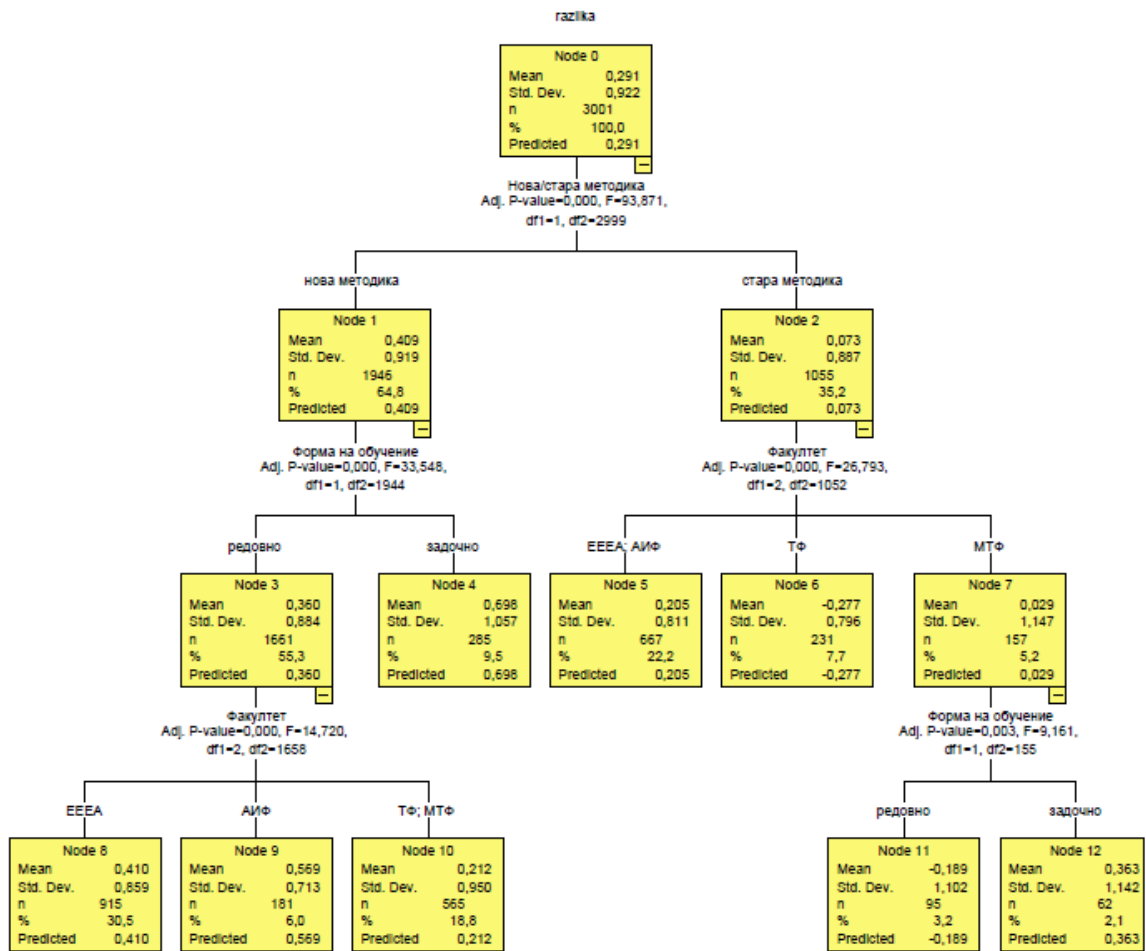 razlika
Node 0
Mean 0,291
Std. Dev. 0,922
n 3001
% 100,0
Predicted 0,291
Нова/стара методика
Adj. P-value=0,000, F=93,871,
df1=1, df2=2999
нова методика
стара методика
Node 1
Mean 0,409
Std. Dev. 0,919
n 1946
% 64,8
Predicted 0,409
Node 2
Mean 0,073
Std. Dev. 0,887
n 1055
% 35,2
Predicted 0,073
Форма на обучение
Adj. P-value=0,000, F=33,548,
df1=1, df2=1944
Факултет
Adj. P-value=0,000, F=26,793,
df1=2, df2=1052
редовно
задочно
ЕЕЕА; АИФ
ТФ
МТФ
Node 3
Mean 0,360
Std. Dev. 0,884
n 1661
% 55,3
Predicted 0,360
Node 4
Mean 0,698
Std. Dev. 1,057
n 285
% 9,5
Predicted 0,698
Node 5
Mean 0,205
Std. Dev. 0,811
n 667
% 22,2
Predicted 0,205
Node 6
Mean -0,277
Std. Dev. 0,796
n 231
% 7,7
Predicted -0,277
Node 7
Mean 0,029
Std. Dev. 1,147
n 157
% 5,2
Predicted 0,029
Факултет
Adj. P-value=0,000, F=14,720,
df1=2, df2=1658
Форма на обучение
Adj. P-value=0,003, F=9,161,
df1=1, df2=155
ЕЕЕА
АИФ
ТФ; МТФ
редовно
задочно
Node 8
Mean 0,410
Std. Dev. 0,859
n 915
% 30,5
Predicted 0,410
Node 9
Mean 0,569
Std. Dev. 0,713
n 181
% 6,0
Predicted 0,569
Node 10
Mean 0,212
Std. Dev. 0,950
n 565
% 18,8
Predicted 0,212
Node 11
Mean -0,189
Std. Dev. 1,102
n 95
% 3,2
Predicted -0,189
Node 12
Mean 0,363
Std. Dev. 1,142
n 62
% 2,1
Predicted 0,363